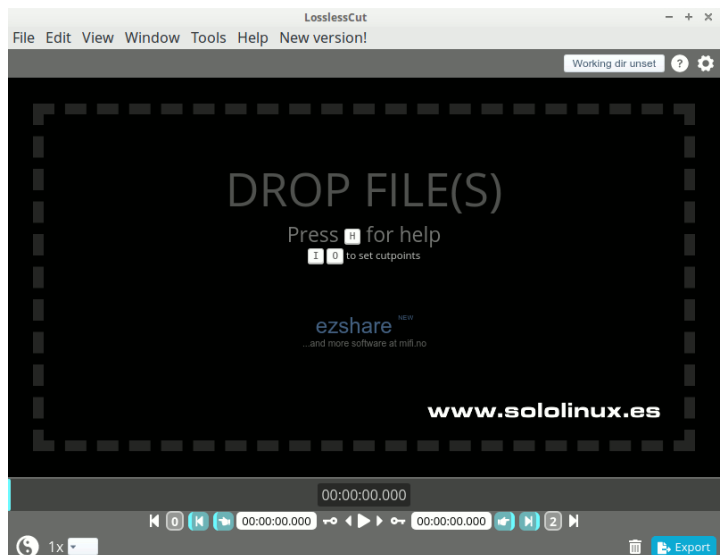 LosslessCut
File Edit View Window Tools Help New version!
Working dir unset ?
DROP FILE(S)
Press H for help
I O to set cutpoints
ezshare NEW
...and more software at mifi.no
www.sololinux.es
00:00:00.000
0 00:00:00.000 00:00:00.000 2
1x Export